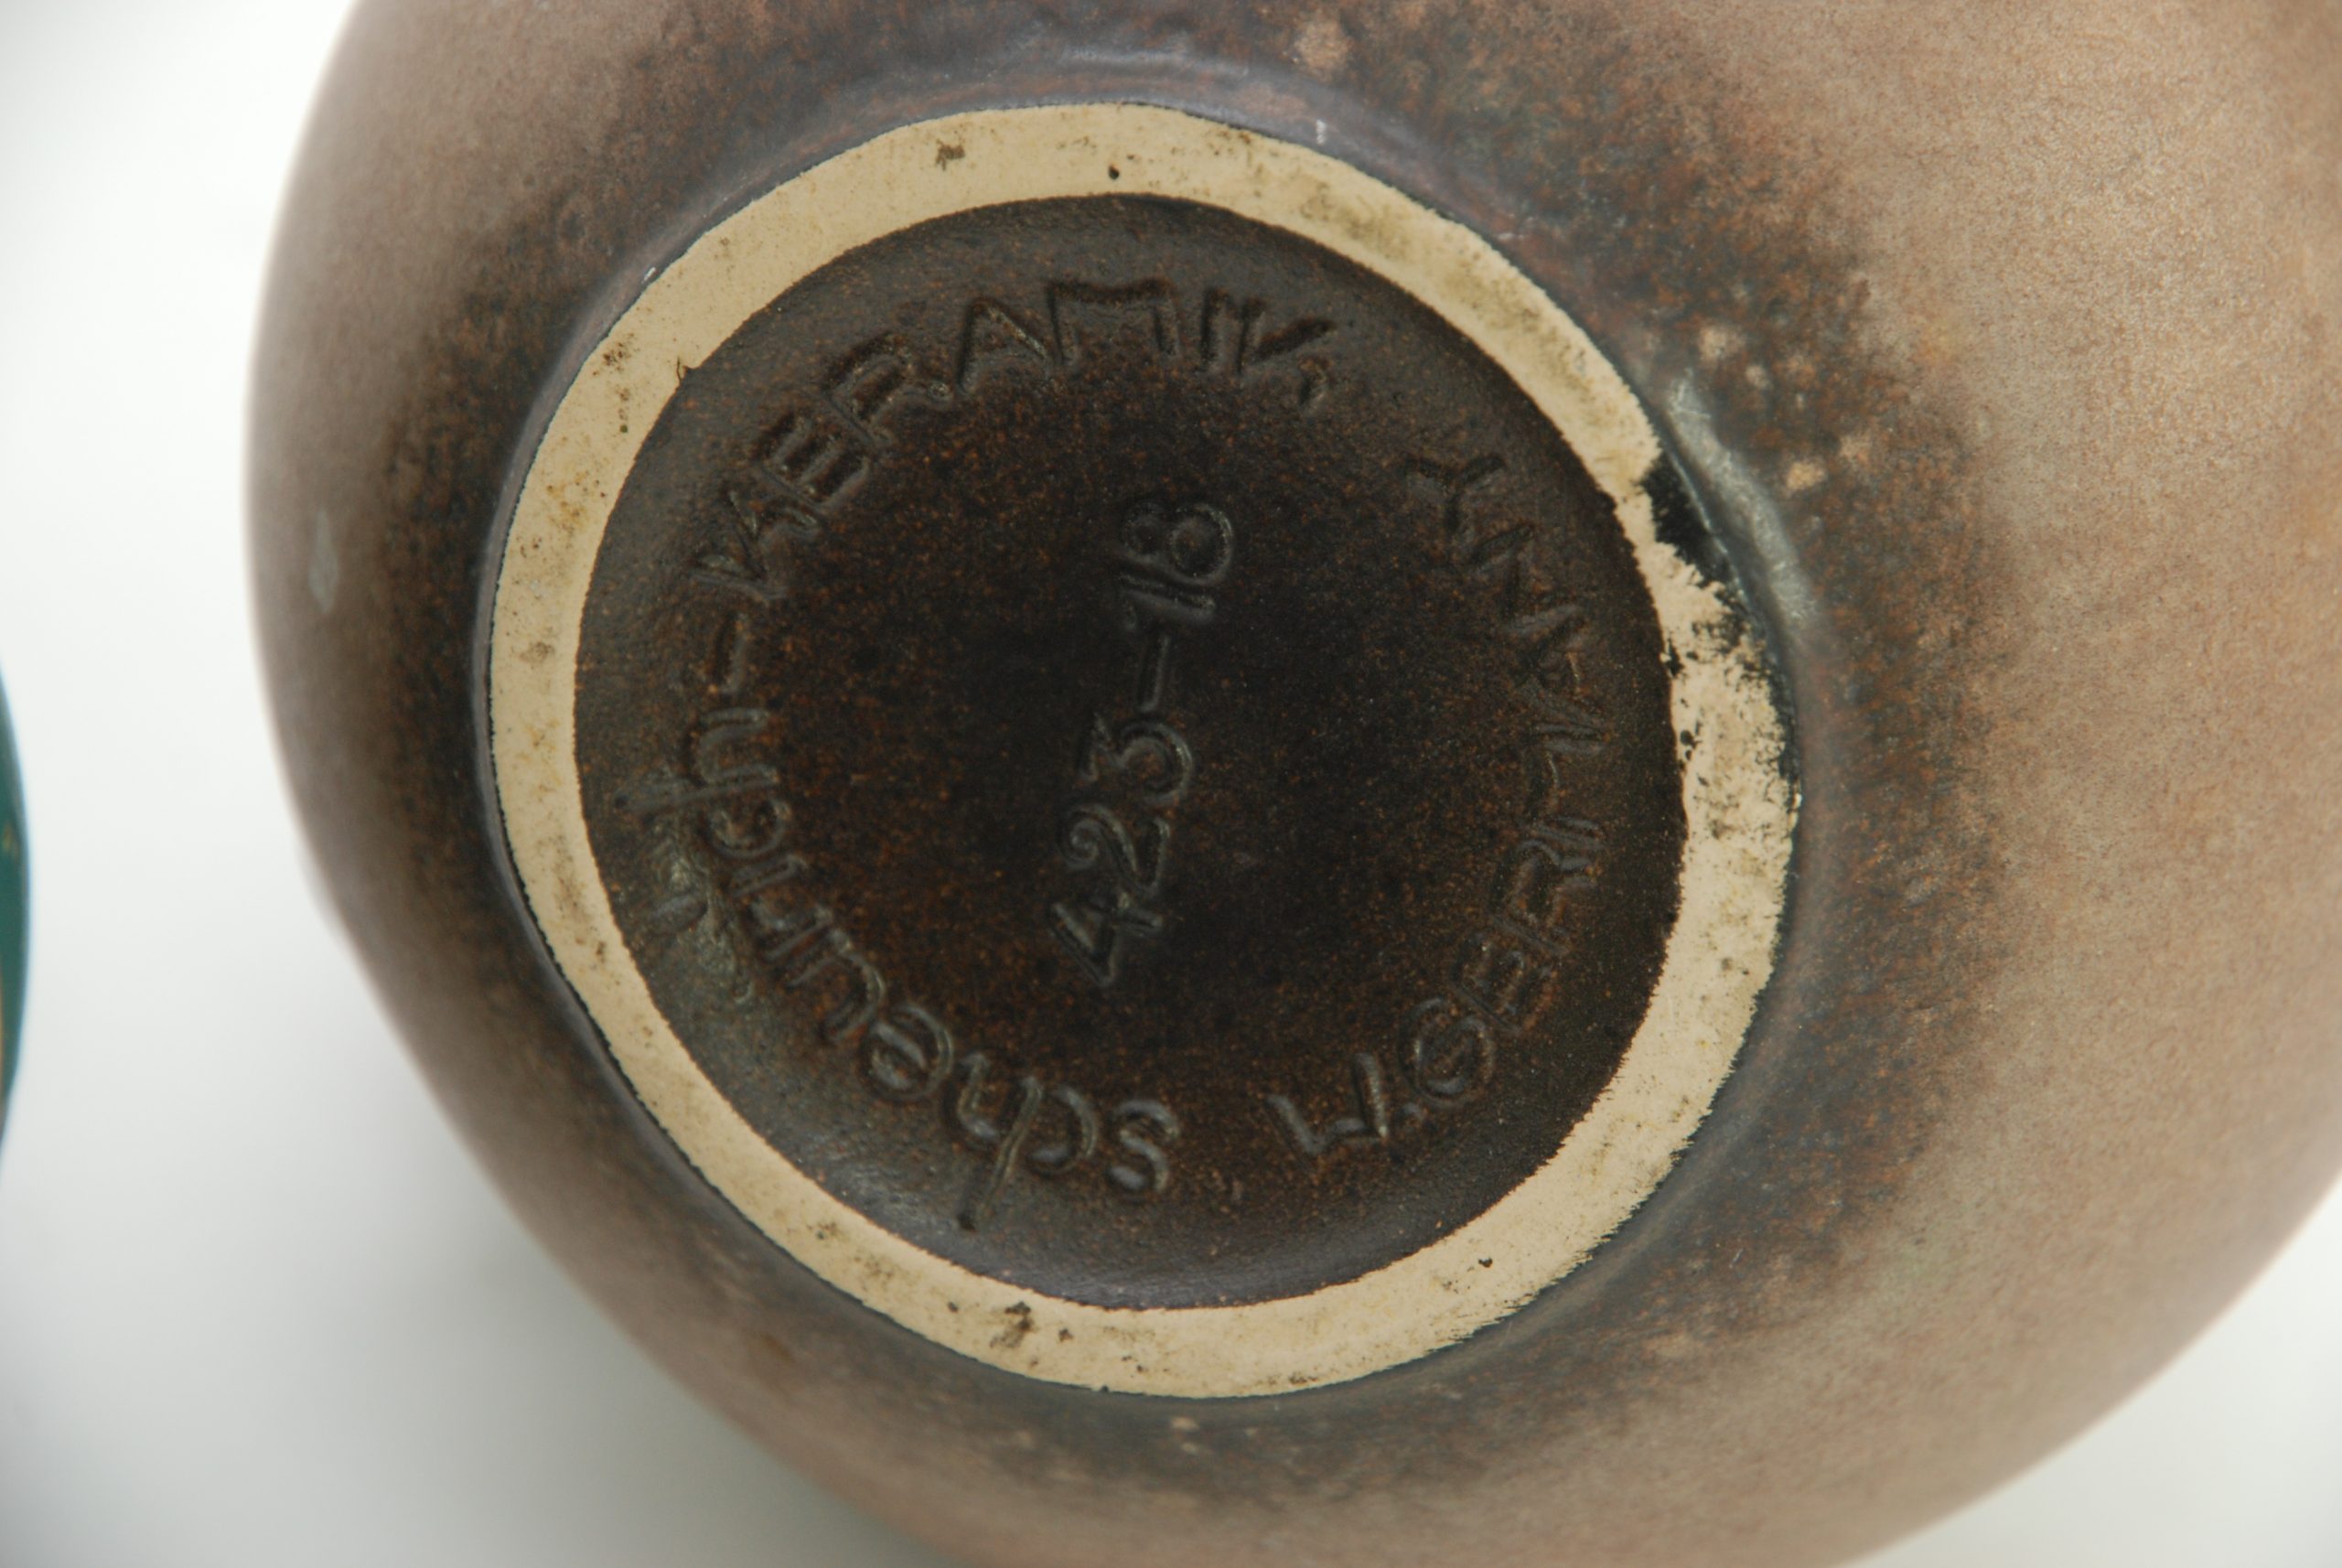 scheurich-KERAMIK
W.GERMANY
423-18